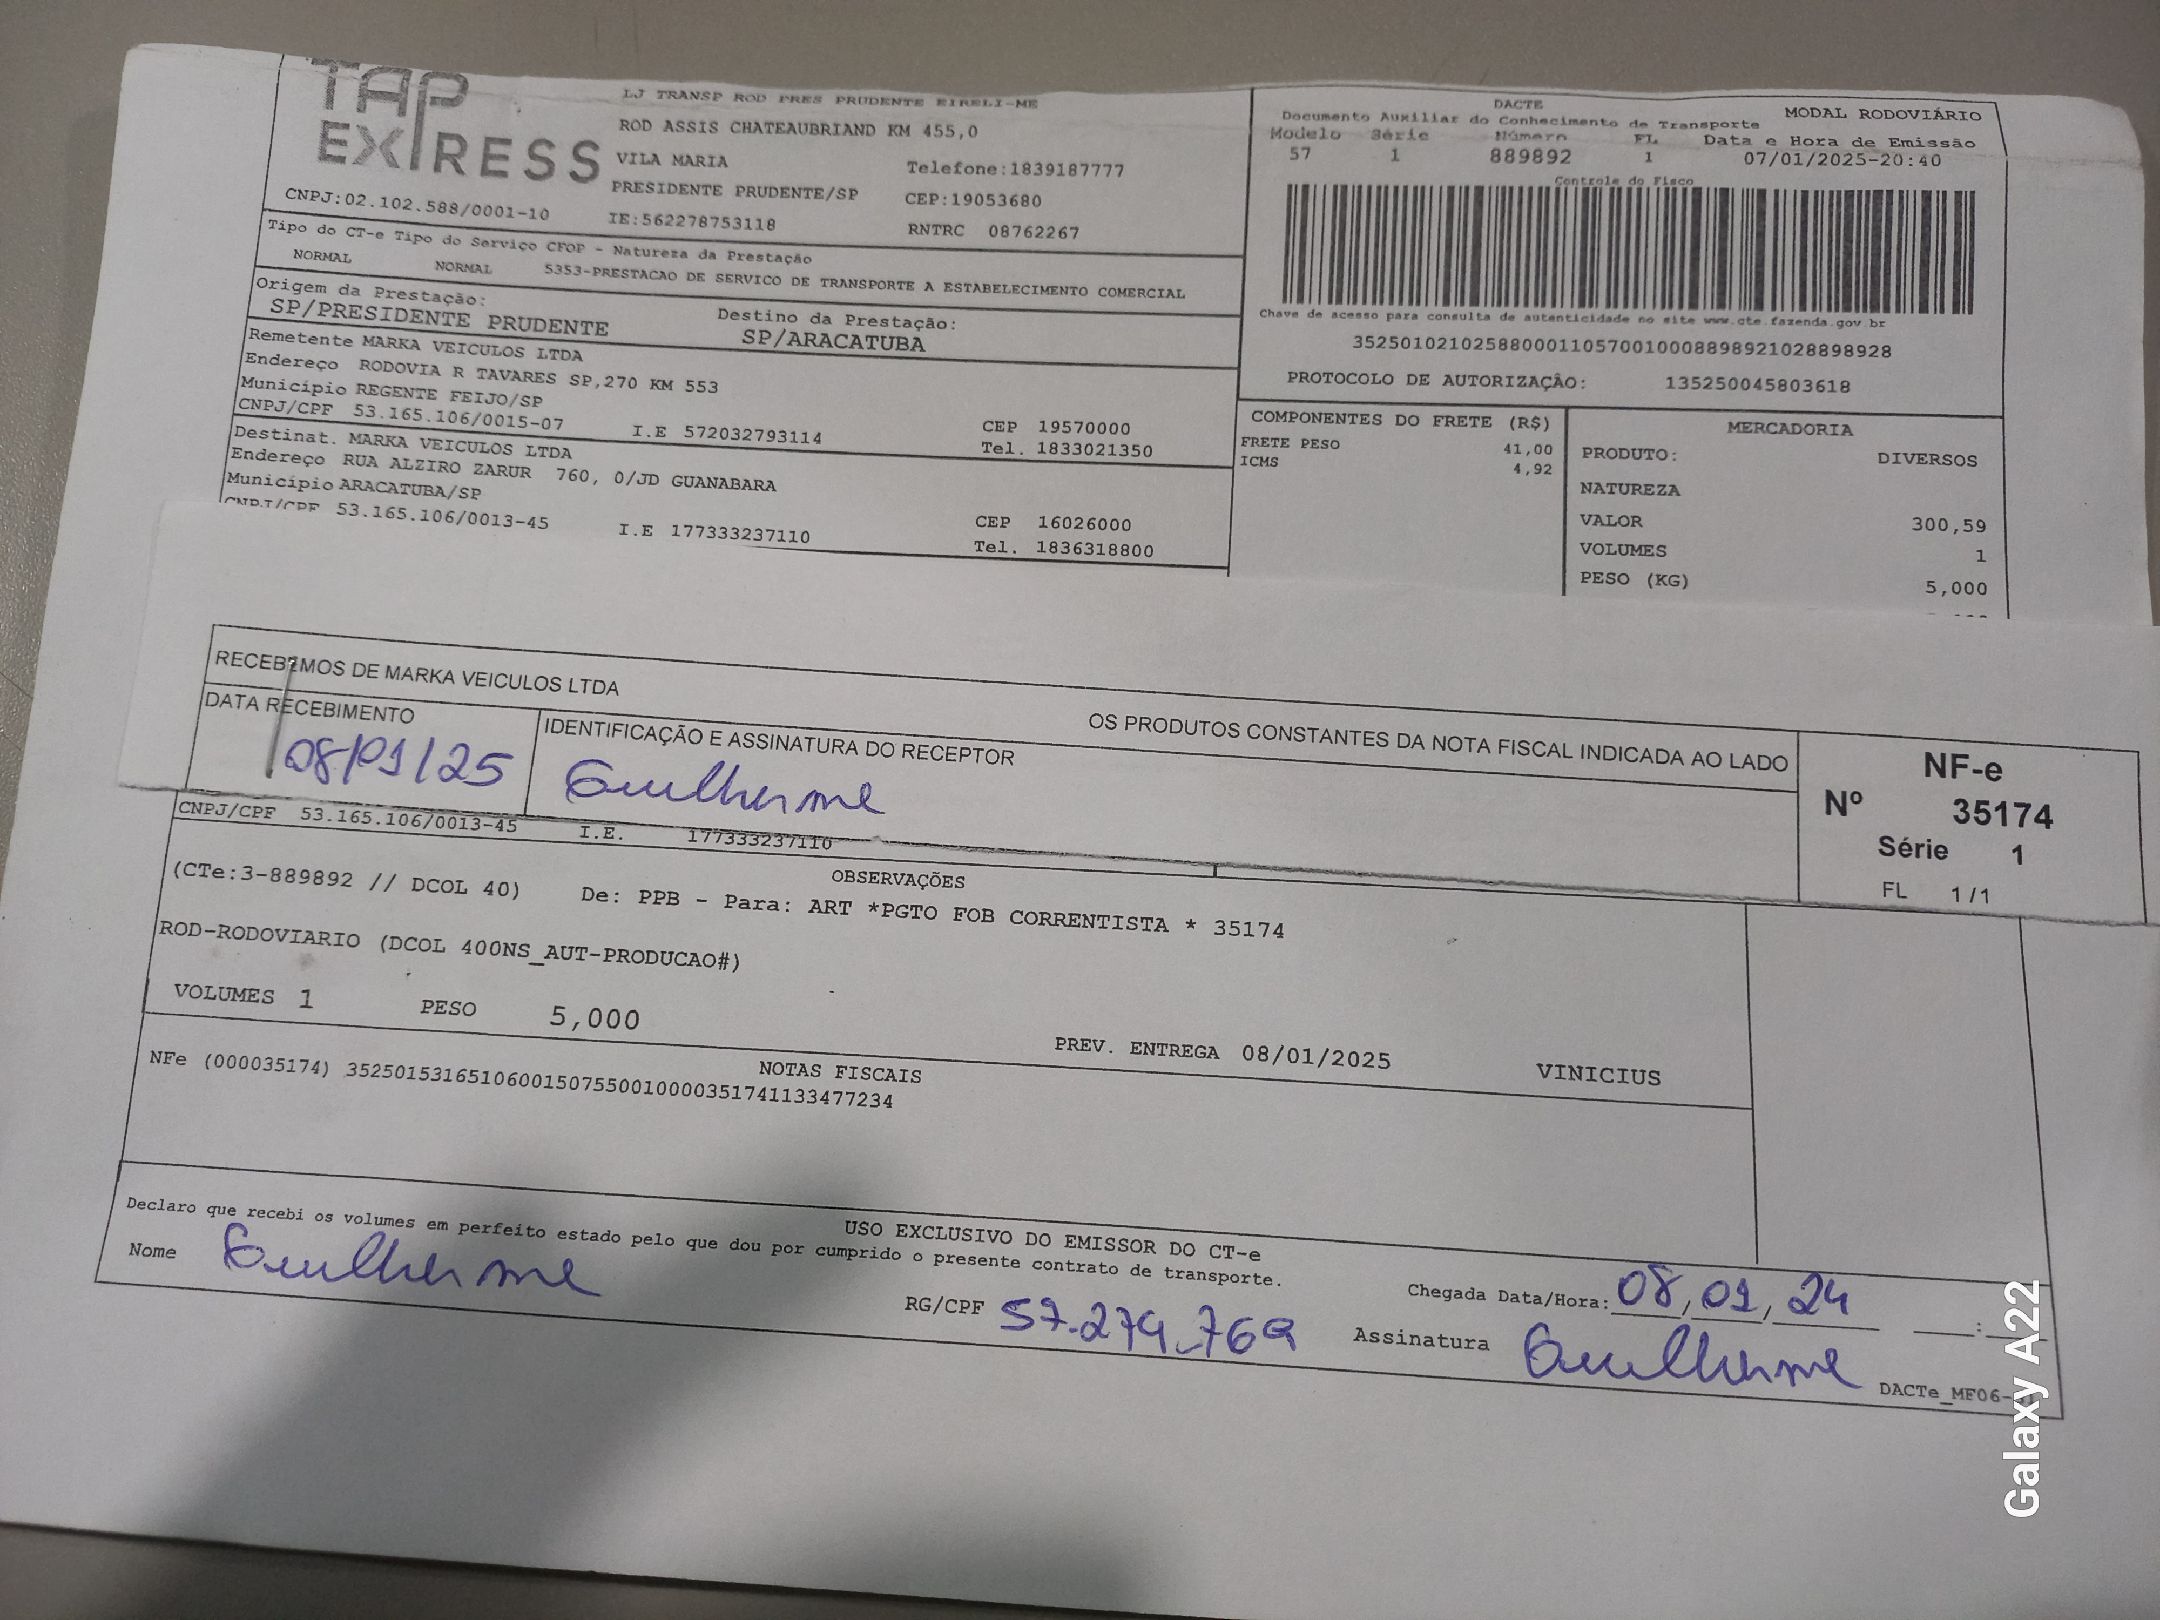 TAP
EXPRESS
CNPJ:02.102.588/0001-10
LJ TRANSP ROD PRES PRUDENTE EIRELI-ME
ROD ASSIS CHATEAUBRIAND KM 455,0
VILA MARIA
Telefone:1839187777
PRESIDENTE PRUDENTE/SP
CEP:19053680
IE:562278753118
RNTRC 08762267
DACTE
MODAL RODOVIÁRIO
Documento Auxiliar do Conhecimento de Transporte
Modelo Série Número FL Data e Hora de Emissão
57 1 889892 1 07/01/2025-20:40
Controle do Fisco
Chave de acesso para consulta de autenticidade no site www.cte.fazenda.gov.br
35250102102588000110570010008898921028898928
PROTOCOLO DE AUTORIZAÇÃO: 135250045803618
Tipo do CT-e Tipo do Serviço CFOP - Natureza da Prestação
NORMAL NORMAL 5353-PRESTACAO DE SERVICO DE TRANSPORTE A ESTABELECIMENTO COMERCIAL
Origem da Prestação: Destino da Prestação:
SP/PRESIDENTE PRUDENTE SP/ARACATUBA
Remetente MARKA VEICULOS LTDA
Endereço RODOVIA R TAVARES SP,270 KM 553
Município REGENTE FEIJO/SP CEP 19570000
CNPJ/CPF 53.165.106/0015-07 I.E 572032793114 Tel. 1833021350
Destinat. MARKA VEICULOS LTDA
Endereço RUA ALZIRO ZARUR 760, 0/JD GUANABARA
Município ARACATUBA/SP CEP 16026000
CNPJ/CPF 53.165.106/0013-45 I.E 177333237110 Tel. 1836318800
COMPONENTES DO FRETE (R$)
FRETE PESO 41,00
ICMS 4,92
MERCADORIA
PRODUTO: DIVERSOS
NATUREZA
VALOR 300,59
VOLUMES 1
PESO (KG) 5,000
RECEBEMOS DE MARKA VEICULOS LTDA OS PRODUTOS CONSTANTES DA NOTA FISCAL INDICADA AO LADO
DATA RECEBIMENTO IDENTIFICAÇÃO E ASSINATURA DO RECEPTOR
08/01/25 Guilherme
NF-e
Nº 35174
Série 1
FL 1/1
CNPJ/CPF 53.165.106/0013-45 I.E. 177333237110
OBSERVAÇÕES
(CTe:3-889892 // DCOL 40) De: PPB - Para: ART *PGTO FOB CORRENTISTA * 35174
ROD-RODOVIARIO (DCOL 400NS_AUT-PRODUCAO#)
VOLUMES 1 PESO 5,000 PREV. ENTREGA 08/01/2025 VINICIUS
NOTAS FISCAIS
NFe (000035174) 35250153165106001507550010000351741133477234
USO EXCLUSIVO DO EMISSOR DO CT-e
Declaro que recebi os volumes em perfeito estado pelo que dou por cumprido o presente contrato de transporte.
Nome Guilherme RG/CPF 57.274.769 Chegada Data/Hora: 08,01,24 :
Assinatura Guilherme
DACTe_MF06-
Galaxy A22